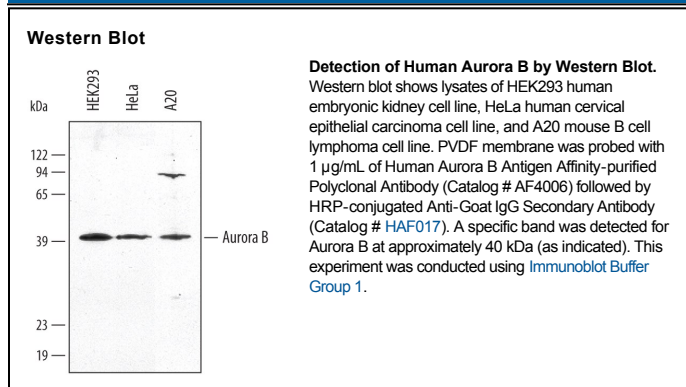 Western Blot
HEK293
HeLa
A20
kDa
122
94
65
39
23
19
Aurora B
Detection of Human Aurora B by Western Blot.
Western blot shows lysates of HEK293 human
embryonic kidney cell line, HeLa human cervical
epithelial carcinoma cell line, and A20 mouse B cell
lymphoma cell line. PVDF membrane was probed with
1 µg/mL of Human Aurora B Antigen Affinity-purified
Polyclonal Antibody (Catalog # AF4006) followed by
HRP-conjugated Anti-Goat IgG Secondary Antibody
(Catalog # HAF017). A specific band was detected for
Aurora B at approximately 40 kDa (as indicated). This
experiment was conducted using Immunoblot Buffer
Group 1.